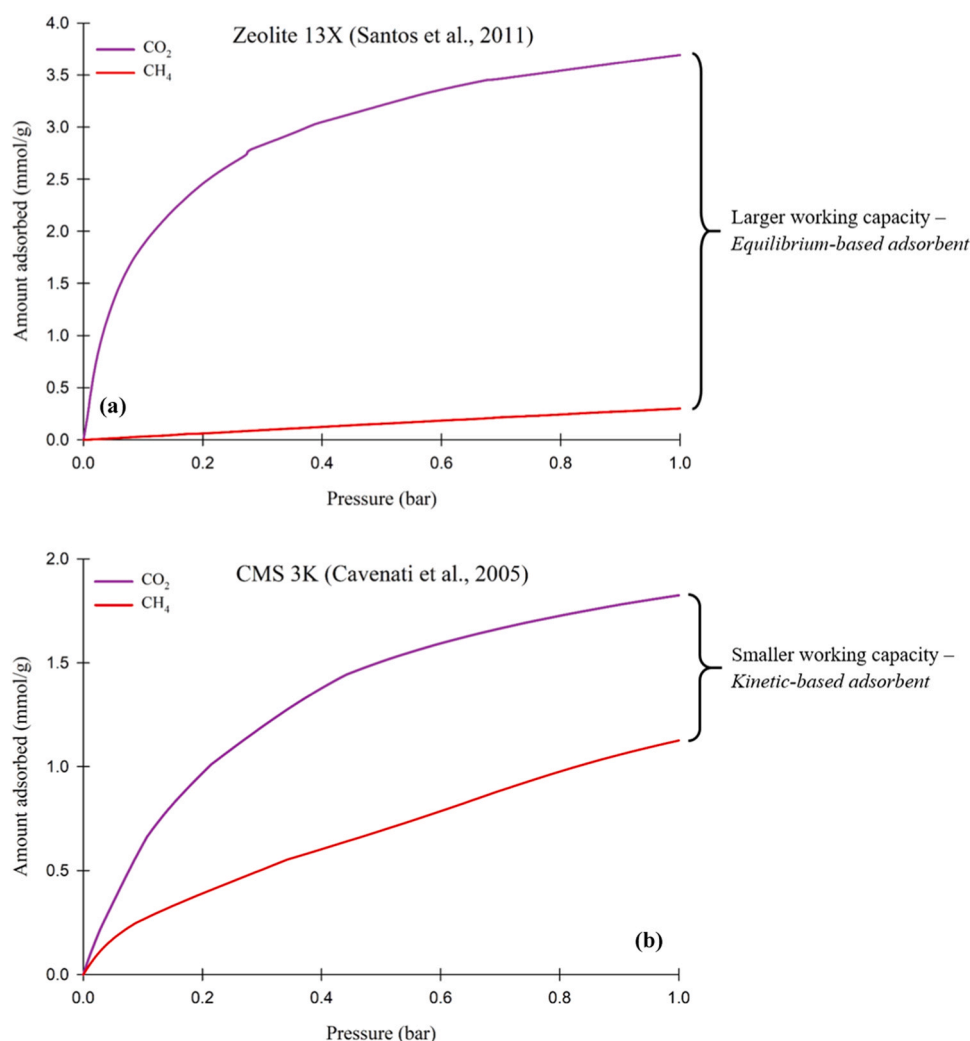 Zeolite 13X (Santos et al., 2011)
CO₂
CH₄
4.0
3.5
3.0
2.5
2.0
1.5
1.0
0.5
0.0
Amount adsorbed (mmol/g)
(a)
0.0 0.2 0.4 0.6 0.8 1.0
Pressure (bar)
Larger working capacity –
Equilibrium-based adsorbent
CMS 3K (Cavenati et al., 2005)
CO₂
CH₄
2.0
1.5
1.0
0.5
0.0
Amount adsorbed (mmol/g)
(b)
0.0 0.2 0.4 0.6 0.8 1.0
Pressure (bar)
Smaller working capacity –
Kinetic-based adsorbent